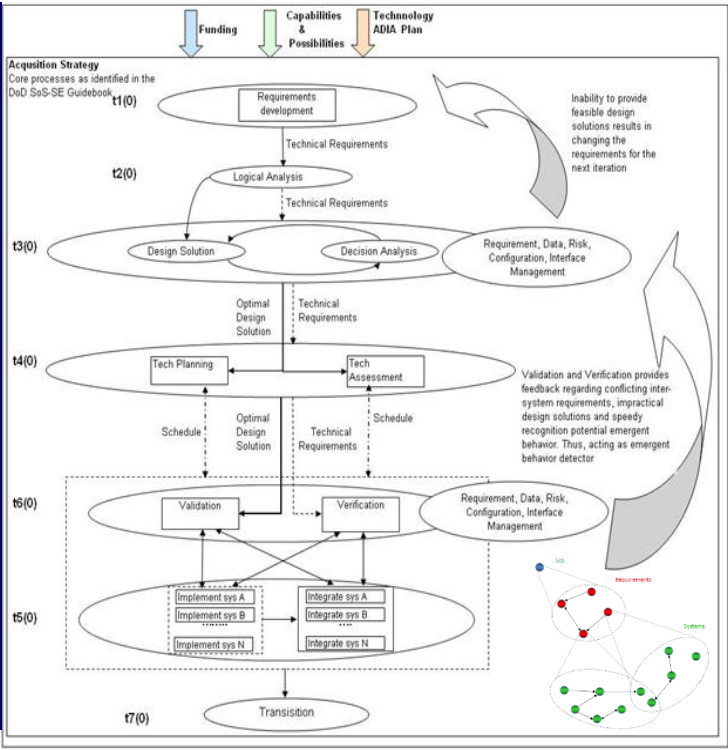 Funding
Capabilities
&
Possibilities
Technnology
ADIA Plan
Acqusition Strategy
Core processes as identified in the
DoD SoS-SE Guidebook
t1(0)
Requirements
development
Inability to provide
feasible design
solutions results in
changing the
requirements for the
next iteration
Technical Requirements
t2(0)
Logical Analysis
Technical Requirements
t3(0)
Design Solution
Decision Analysis
Requirement, Data, Risk,
Configuration, Interface
Management
Optimal
Design
Solution
Technical
Requirements
t4(0)
Tech Planning
Tech
Assessment
Validation and Verification provides
feedback regarding conflicting inter-
system requirements, impractical
design solutions and speedy
recognition potential emergent
behavior. Thus, acting as emergent
behavior detector
Schedule
Optimal
Design
Solution
Technical
Requirements
Schedule
t6(0)
Validation
Verification
Requirement, Data, Risk,
Configuration, Interface
Management
SoS
Requirements
Systems
t5(0)
Implement sys A
Implement sys B
........
Implement sys N
Integrate sys A
Integrate sys B
....
Integrate sys N
t7(0)
Transisition